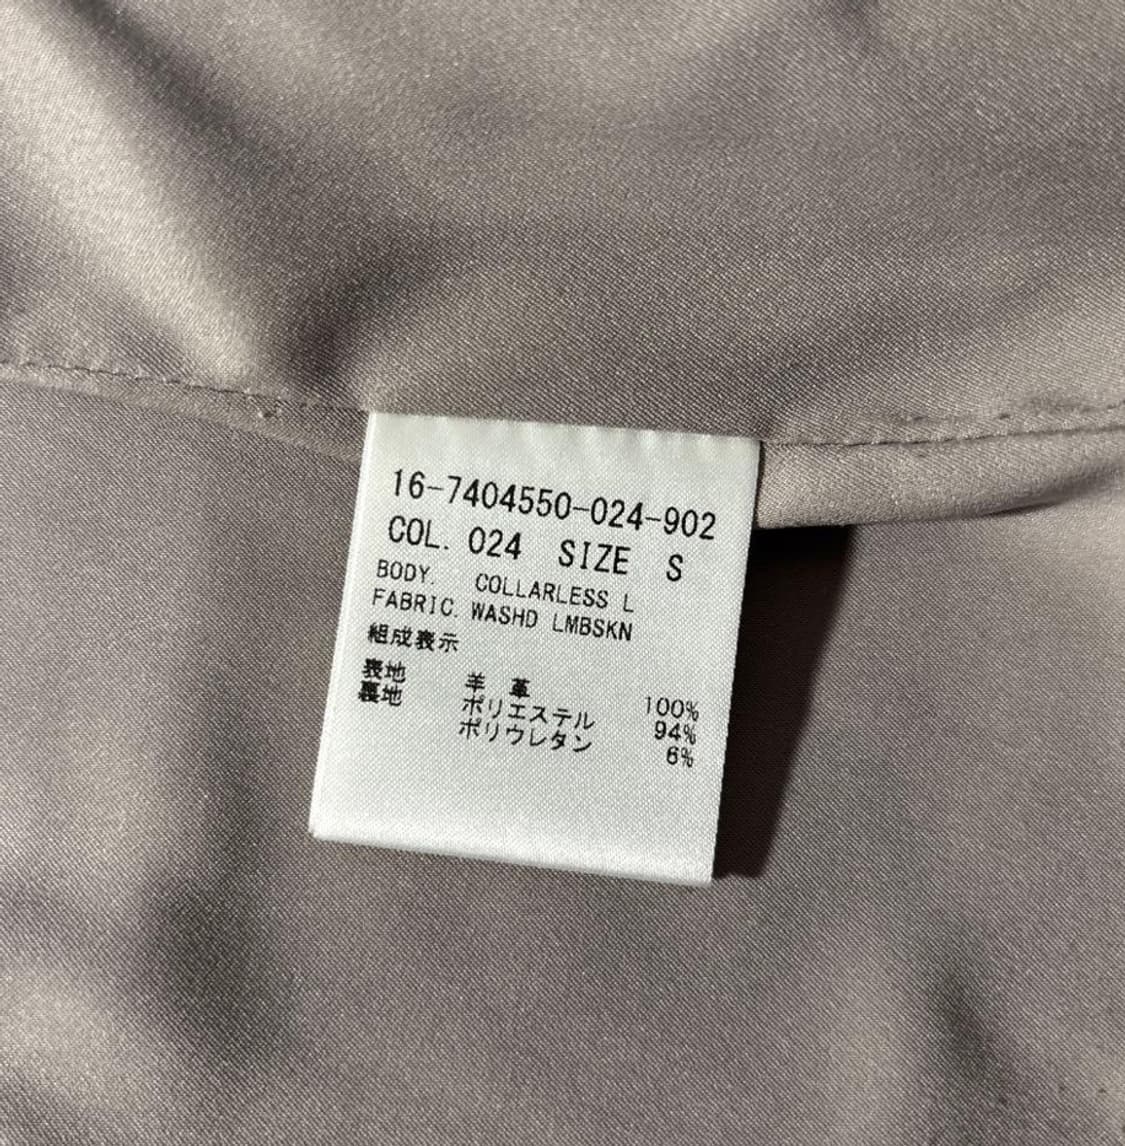 16-7404550-024-902
COL. 024 SIZE S
BODY. COLLARLESS L
FABRIC. WASHD LMBSKN
組成表示
表地 羊 革 100%
裏地 ポリエステル 94%
ポリウレタン 6%